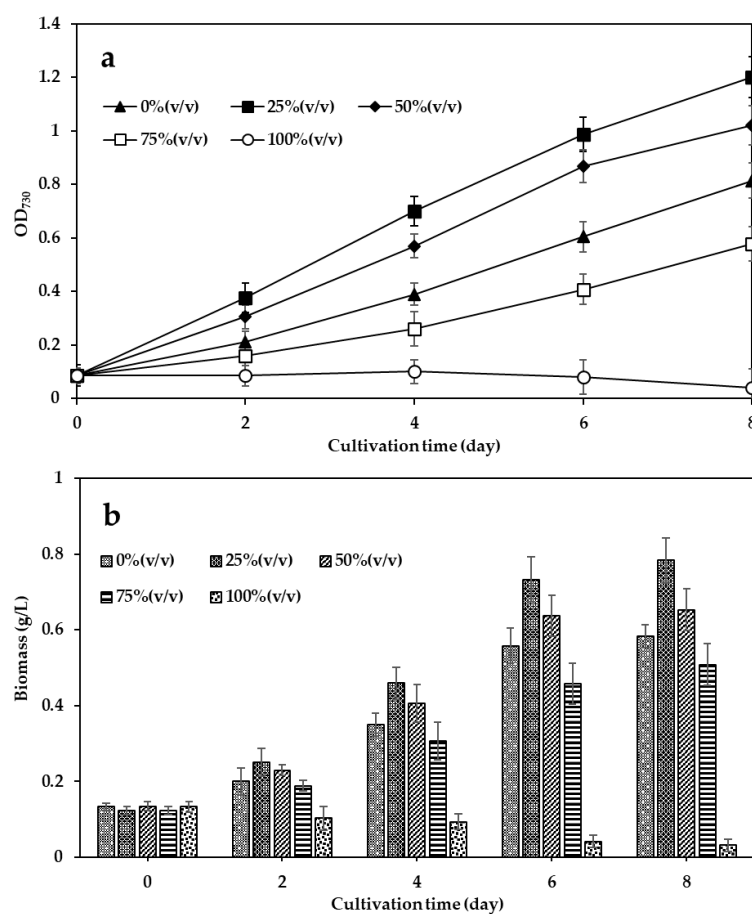 1.4
a
1.2
0%(v/v) 25%(v/v) 50%(v/v)
1
75%(v/v) 100%(v/v)
0.8
OD730
0.6
0.4
0.2
0
0 2 4 6 8
Cultivation time (day)
1
b
0.8
0%(v/v) 25%(v/v) 50%(v/v)
75%(v/v) 100%(v/v)
0.6
Biomass (g/L)
0.4
0.2
0
0 2 4 6 8
Cultivation time (day)